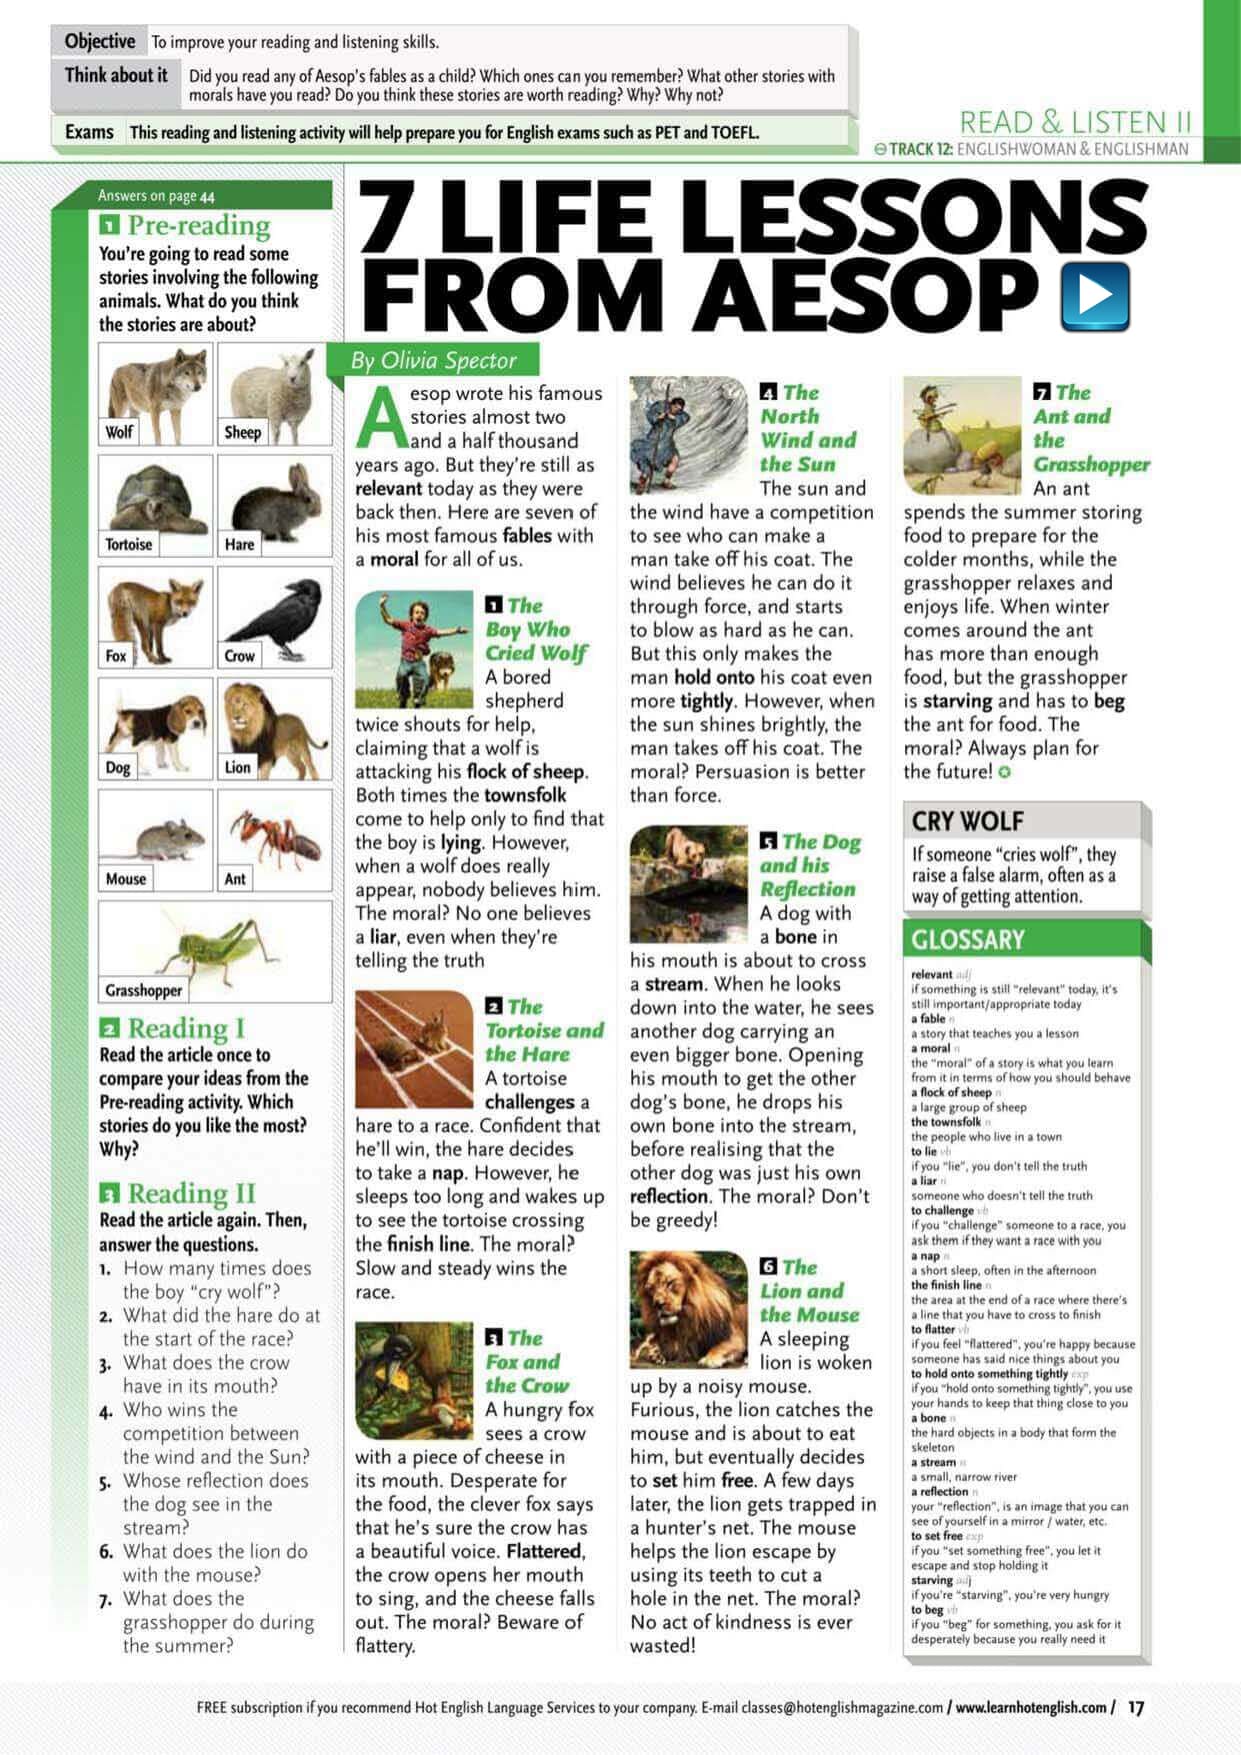 Objective To improve your reading and listening skills.
Think about it Did you read any of Aesop's fables as a child? Which ones can you remember? What other stories with
morals have you read? Do you think these stories are worth reading? Why? Why not?
Exams This reading and listening activity will help prepare you for English exams such as PET and TOEFL.
READ & LISTEN II
TRACK 12: ENGLISHWOMAN & ENGLISHMAN
Answers on page 44
1 Pre-reading
You're going to read some
stories involving the following
animals. What do you think
the stories are about?
Wolf
Sheep
Tortoise
Hare
Fox
Crow
Dog
Lion
Mouse
Ant
Grasshopper
2 Reading I
Read the article once to
compare your ideas from the
Pre-reading activity. Which
stories do you like the most?
Why?
3 Reading II
Read the article again. Then,
answer the questions.
1. How many times does
the boy "cry wolf"?
2. What did the hare do at
the start of the race?
3. What does the crow
have in its mouth?
4. Who wins the
competition between
the wind and the Sun?
5. Whose reflection does
the dog see in the
stream?
6. What does the lion do
with the mouse?
7. What does the
grasshopper do during
the summer?
7 LIFE LESSONS
FROM AESOP
By Olivia Spector
Aesop wrote his famous
stories almost two
and a half thousand
years ago. But they're still as
relevant today as they were
back then. Here are seven of
his most famous fables with
a moral for all of us.
1 The
Boy Who
Cried Wolf
A bored
shepherd
twice shouts for help,
claiming that a wolf is
attacking his flock of sheep.
Both times the townsfolk
come to help only to find that
the boy is lying. However,
when a wolf does really
appear, nobody believes him.
The moral? No one believes
a liar, even when they're
telling the truth
2 The
Tortoise and
the Hare
A tortoise
challenges a
hare to a race. Confident that
he'll win, the hare decides
to take a nap. However, he
sleeps too long and wakes up
to see the tortoise crossing
the finish line. The moral?
Slow and steady wins the
race.
3 The
Fox and
the Crow
A hungry fox
sees a crow
with a piece of cheese in
its mouth. Desperate for
the food, the clever fox says
that he's sure the crow has
a beautiful voice. Flattered,
the crow opens her mouth
to sing, and the cheese falls
out. The moral? Beware of
flattery.
4 The
North
Wind and
the Sun
The sun and
the wind have a competition
to see who can make a
man take off his coat. The
wind believes he can do it
through force, and starts
to blow as hard as he can.
But this only makes the
man hold onto his coat even
more tightly. However, when
the sun shines brightly, the
man takes off his coat. The
moral? Persuasion is better
than force.
5 The Dog
and his
Reflection
A dog with
a bone in
his mouth is about to cross
a stream. When he looks
down into the water, he sees
another dog carrying an
even bigger bone. Opening
his mouth to get the other
dog's bone, he drops his
own bone into the stream,
before realising that the
other dog was just his own
reflection. The moral? Don't
be greedy!
6 The
Lion and
the Mouse
A sleeping
lion is woken
up by a noisy mouse.
Furious, the lion catches the
mouse and is about to eat
him, but eventually decides
to set him free. A few days
later, the lion gets trapped in
a hunter's net. The mouse
helps the lion escape by
using its teeth to cut a
hole in the net. The moral?
No act of kindness is ever
wasted!
7 The
Ant and
the
Grasshopper
An ant
spends the summer storing
food to prepare for the
colder months, while the
grasshopper relaxes and
enjoys life. When winter
comes around the ant
has more than enough
food, but the grasshopper
is starving and has to beg
the ant for food. The
moral? Always plan for
the future!
CRY WOLF
If someone "cries wolf", they
raise a false alarm, often as a
way of getting attention.
GLOSSARY
relevant adj
if something is still "relevant" today, it's
still important/appropriate today
a fable n
a story that teaches you a lesson
a moral n
the "moral" of a story is what you learn
from it in terms of how you should behave
a flock of sheep n
a large group of sheep
the townsfolk n
the people who live in a town
to lie vb
if you "lie", you don't tell the truth
a liar n
someone who doesn't tell the truth
to challenge vb
if you "challenge" someone to a race, you
ask them if they want a race with you
a nap n
a short sleep, often in the afternoon
the finish line n
the area at the end of a race where there's
a line that you have to cross to finish
to flatter vb
if you feel "flattered", you're happy because
someone has said nice things about you
to hold onto something tightly exp
if you "hold onto something tightly", you use
your hands to keep that thing close to you
a bone n
the hard objects in a body that form the
skeleton
a stream n
a small, narrow river
a reflection n
your "reflection", is an image that you can
see of yourself in a mirror / water, etc.
to set free exp
if you "set something free", you let it
escape and stop holding it
starving adj
if you're "starving", you're very hungry
to beg vb
if you "beg" for something, you ask for it
desperately because you really need it
FREE subscription if you recommend Hot English Language Services to your company. E-mail classes@hotenglishmagazine.com / www.learnhotenglish.com / 17